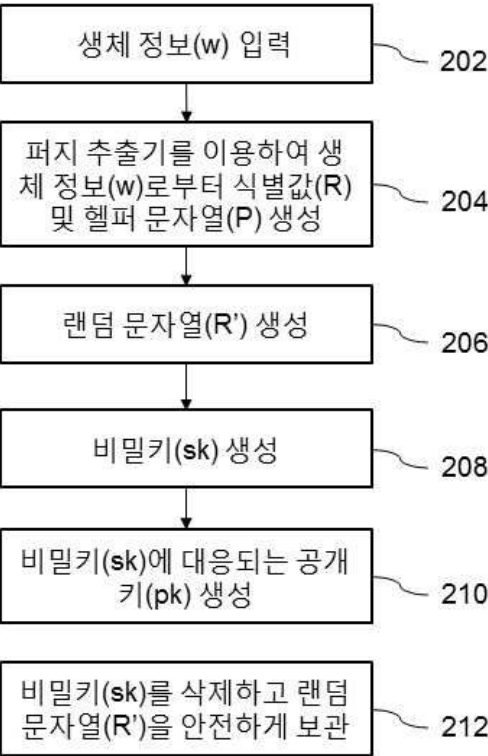 생체 정보(w) 입력
202
퍼지 추출기를 이용하여 생
체 정보(w)로부터 식별값(R)
및 헬퍼 문자열(P) 생성
204
랜덤 문자열(R’) 생성
206
비밀키(sk) 생성
208
비밀키(sk)에 대응되는 공개
키(pk) 생성
210
비밀키(sk)를 삭제하고 랜덤
문자열(R’)을 안전하게 보관
212